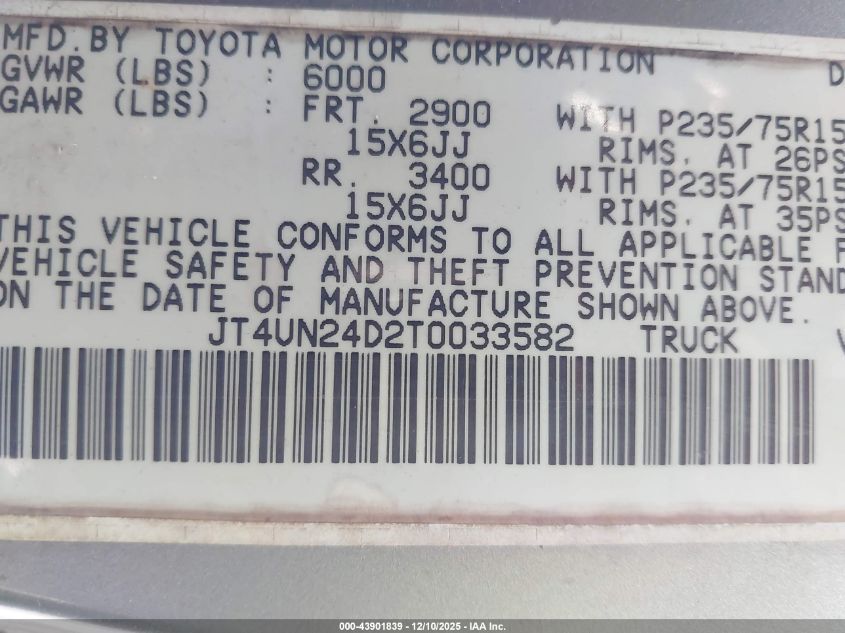 MFD. BY TOYOTA MOTOR CORPORATION D
GVWR (LBS) : 6000
GAWR (LBS) : FRT. 2900 WITH P235/75R15
15X6JJ RIMS, AT 26PS
RR. 3400 WITH P235/75R15
15X6JJ RIMS, AT 35PS
THIS VEHICLE CONFORMS TO ALL APPLICABLE F
VEHICLE SAFETY AND THEFT PREVENTION STAND
ON THE DATE OF MANUFACTURE SHOWN ABOVE.
JT4UN24D2T0033582 TRUCK V
000-43901839 - 12/10/2025 - IAA Inc.